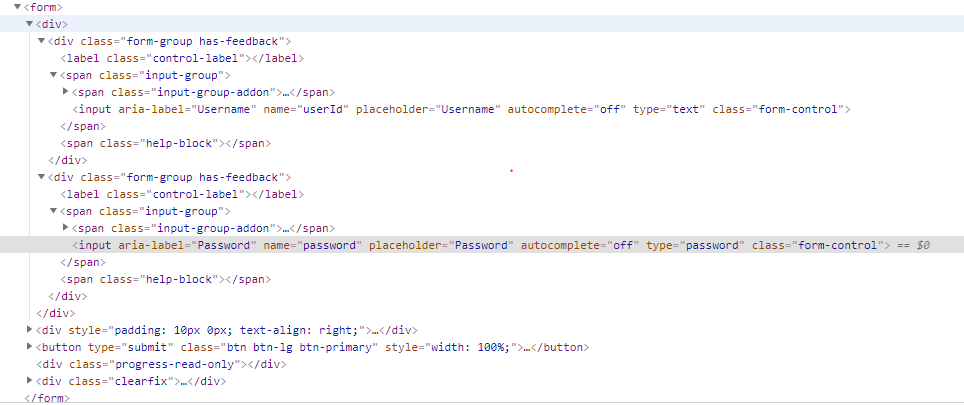 ▼<form>
▼<div>
▼<div class="form-group has-feedback">
<label class="control-label"></label>
▼<span class="input-group">
▶<span class="input-group-addon">…</span>
<input aria-label="Username" name="userId" placeholder="Username" autocomplete="off" type="text" class="form-control">
</span>
<span class="help-block"></span>
</div>
▼<div class="form-group has-feedback">
<label class="control-label"></label>
▼<span class="input-group">
▶<span class="input-group-addon">…</span>
<input aria-label="Password" name="password" placeholder="Password" autocomplete="off" type="password" class="form-control"> == $0
</span>
<span class="help-block"></span>
</div>
</div>
▶<div style="padding: 10px 0px; text-align: right;">…</div>
▶<button type="submit" class="btn btn-lg btn-primary" style="width: 100%;">…</button>
<div class="progress-read-only"></div>
▶<div class="clearfix">…</div>
</form>